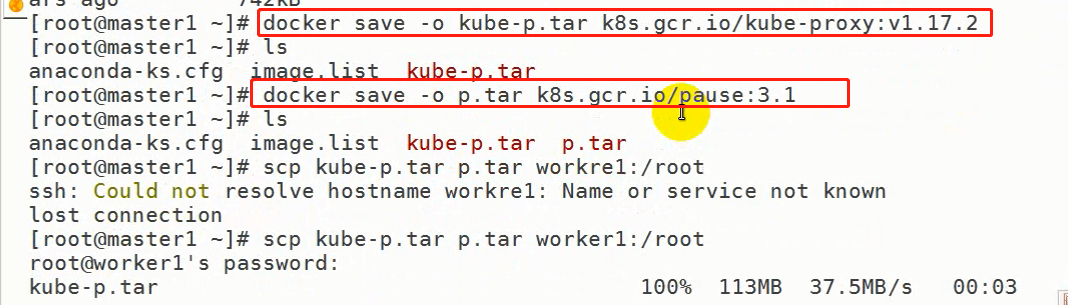 ars ago 742kB
[root@master1 ~]# docker save -o kube-p.tar k8s.gcr.io/kube-proxy:v1.17.2
[root@master1 ~]# ls
anaconda-ks.cfg image.list kube-p.tar
[root@master1 ~]# docker save -o p.tar k8s.gcr.io/pause:3.1
[root@master1 ~]# ls
anaconda-ks.cfg image.list kube-p.tar p.tar
[root@master1 ~]# scp kube-p.tar p.tar workre1:/root
ssh: Could not resolve hostname workre1: Name or service not known
lost connection
[root@master1 ~]# scp kube-p.tar p.tar worker1:/root
root@worker1's password:
kube-p.tar 100% 113MB 37.5MB/s 00:03